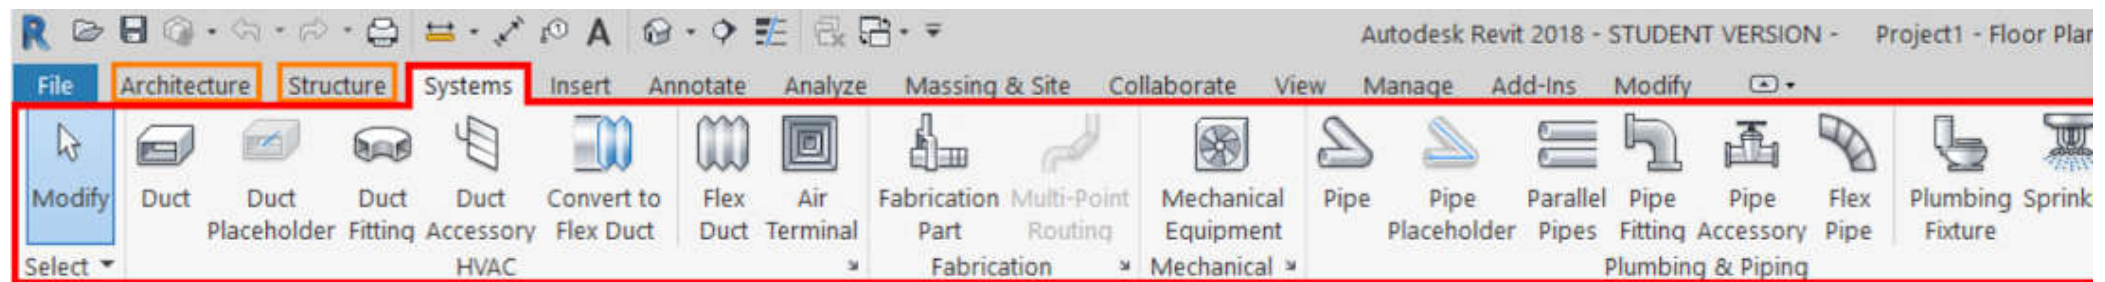 Autodesk Revit 2018 - STUDENT VERSION - Project1 - Floor Plan
File Architecture Structure Systems Insert Annotate Analyze Massing & Site Collaborate View Manage Add-Ins Modify
Modify Duct Duct Placeholder Duct Fitting Duct Accessory Convert to Flex Duct Flex Duct Air Terminal Fabrication Part Multi-Point Routing Mechanical Equipment Pipe Pipe Placeholder Parallel Pipes Pipe Fitting Pipe Accessory Flex Pipe Plumbing Fixture Sprink
Select HVAC Fabrication Mechanical Plumbing & Piping